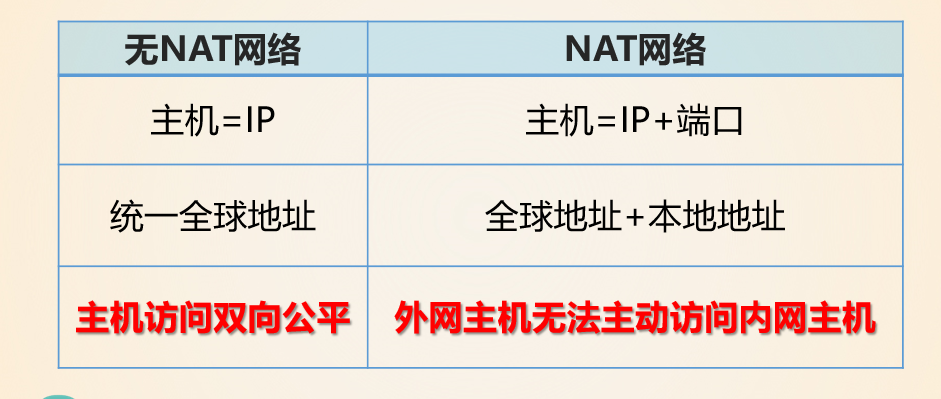 无NAT网络
NAT网络
主机=IP
主机=IP+端口
统一全球地址
全球地址+本地地址
主机访问双向公平
外网主机无法主动访问内网主机